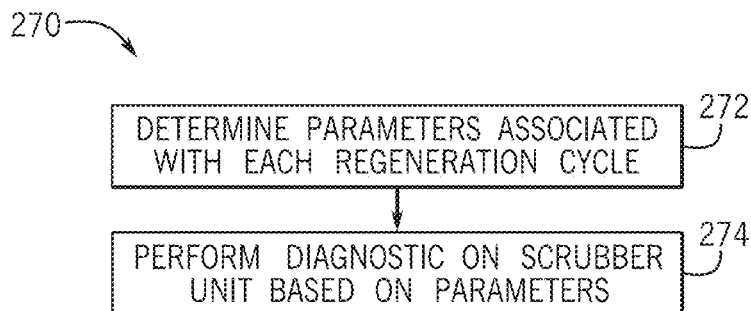 270
272
DETERMINE PARAMETERS ASSOCIATED
WITH EACH REGENERATION CYCLE
274
PERFORM DIAGNOSTIC ON SCRUBBER
UNIT BASED ON PARAMETERS